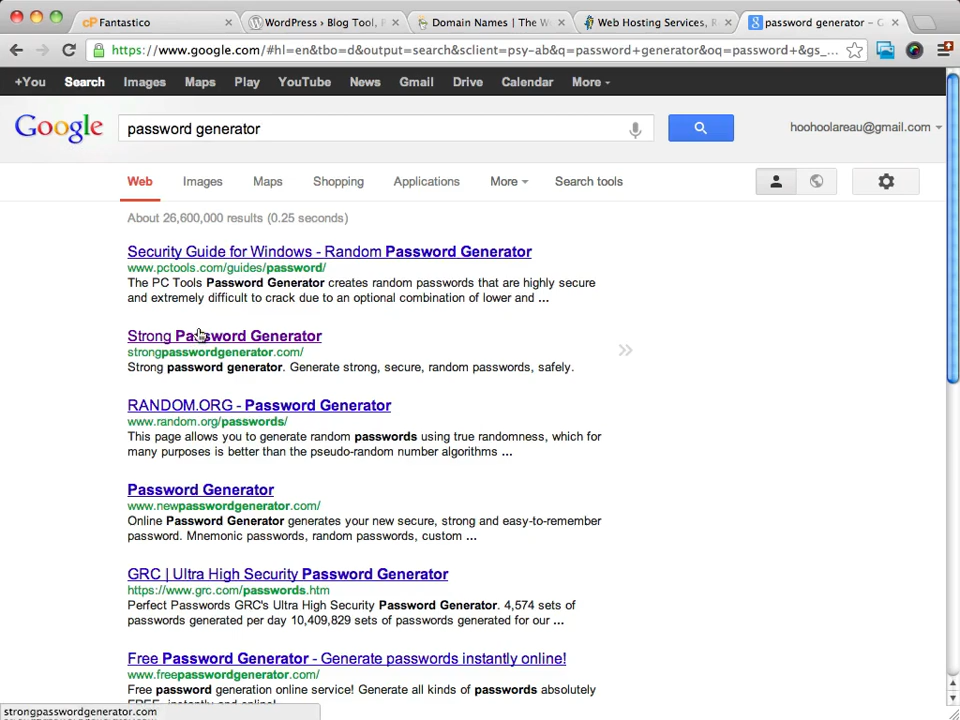 Fantastico
WordPress › Blog Tool, P
Domain Names | The W
Web Hosting Services, R
password generator - G
https://www.google.com/#hl=en&tbo=d&output=search&sclient=psy-ab&q=password+generator&oq=password+&gs_...
+You Search Images Maps Play YouTube News Gmail Drive Calendar More
Google
password generator
hoohoolareau@gmail.com
Web Images Maps Shopping Applications More Search tools
About 26,600,000 results (0.25 seconds)
Security Guide for Windows - Random Password Generator
www.pctools.com/guides/password/
The PC Tools Password Generator creates random passwords that are highly secure
and extremely difficult to crack due to an optional combination of lower and ...
Strong Password Generator
strongpasswordgenerator.com/
Strong password generator. Generate strong, secure, random passwords, safely.
RANDOM.ORG - Password Generator
www.random.org/passwords/
This page allows you to generate random passwords using true randomness, which for
many purposes is better than the pseudo-random number algorithms ...
Password Generator
www.newpasswordgenerator.com/
Online Password Generator generates your new secure, strong and easy-to-remember
password. Mnemonic passwords, random passwords, custom ...
GRC | Ultra High Security Password Generator
https://www.grc.com/passwords.htm
Perfect Passwords GRC's Ultra High Security Password Generator. 4,574 sets of
passwords generated per day 10,409,829 sets of passwords generated for our ...
Free Password Generator - Generate passwords instantly online!
www.freepasswordgenerator.com/
Free password generation online service! Generate all kinds of passwords absolutely
FREE, instantly and online!
strongpasswordgenerator.com